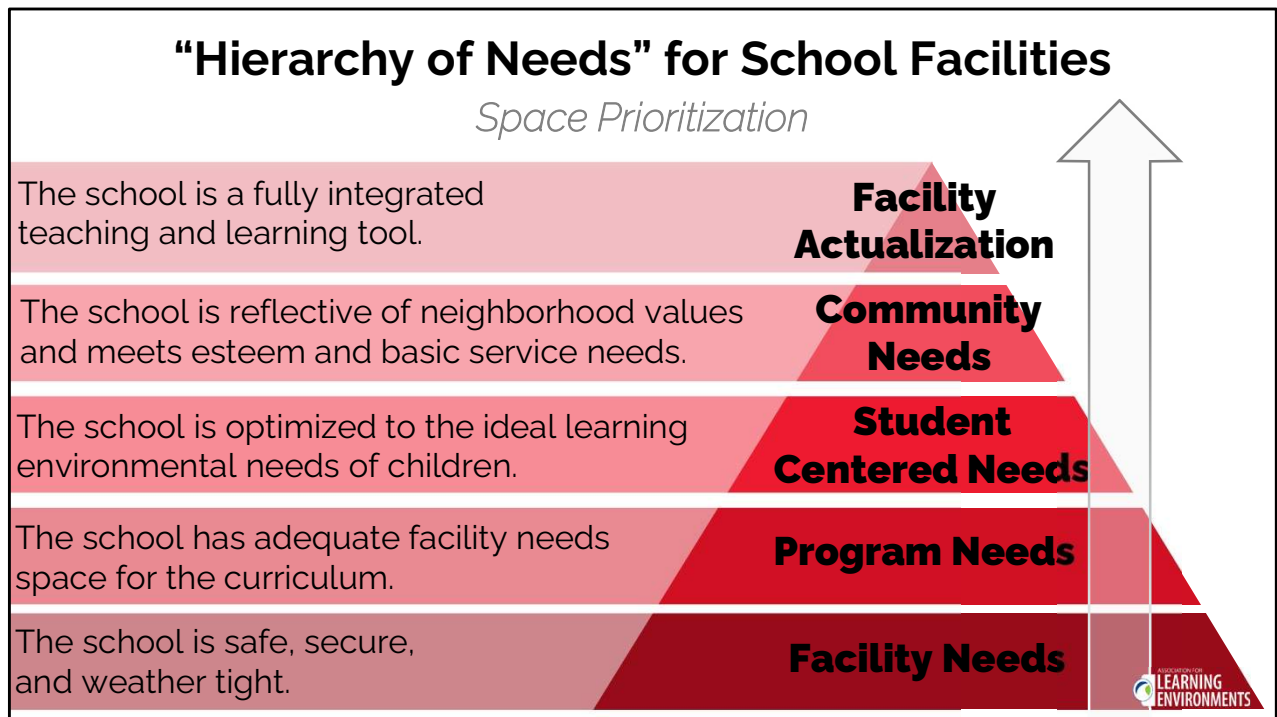 “Hierarchy of Needs” for School Facilities
Space Prioritization
The school is a fully integrated
teaching and learning tool.
Facility
Actualization
The school is reflective of neighborhood values
and meets esteem and basic service needs.
Community
Needs
The school is optimized to the ideal learning
environmental needs of children.
Student
Centered Needs
The school has adequate facility needs
space for the curriculum.
Program Needs
The school is safe, secure,
and weather tight.
Facility Needs
ASSOCIATION FOR
LEARNING
ENVIRONMENTS